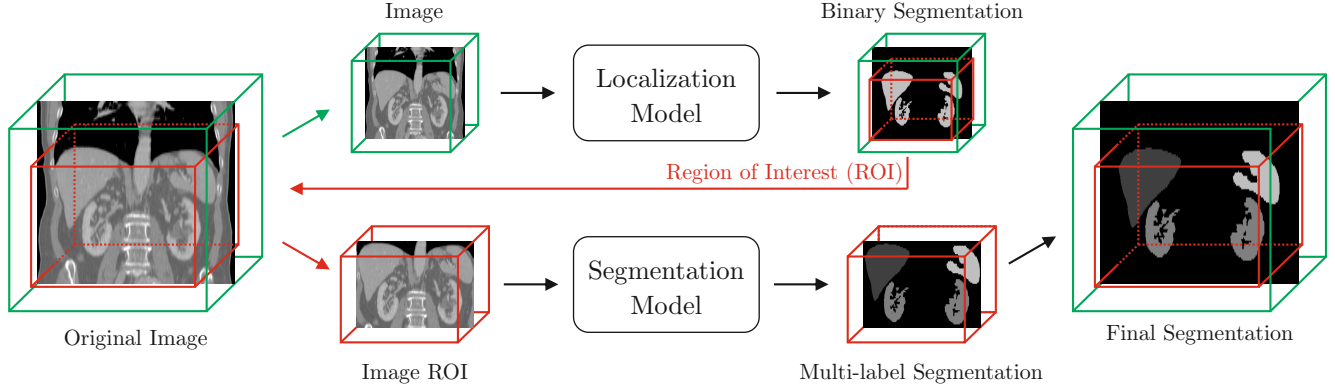 Image
Binary Segmentation
Localization
Model
Region of Interest (ROI)
Original Image
Segmentation
Model
Final Segmentation
Image ROI
Multi-label Segmentation